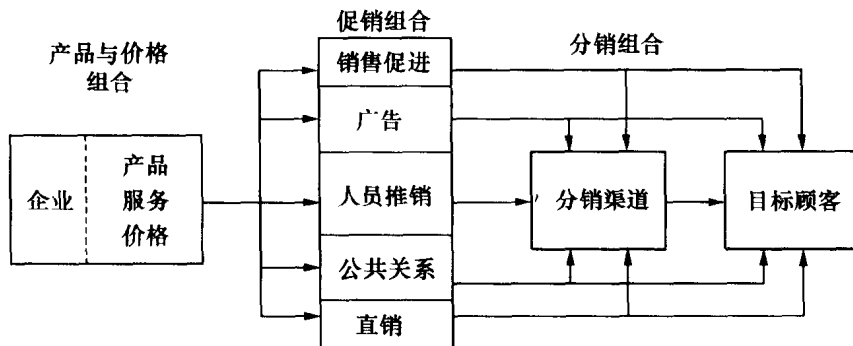 促销组合
产品与价格
组合
分销组合
销售促进
广告
人员推销
公共关系
直销
企业
产品
服务
价格
分销渠道
目标顾客